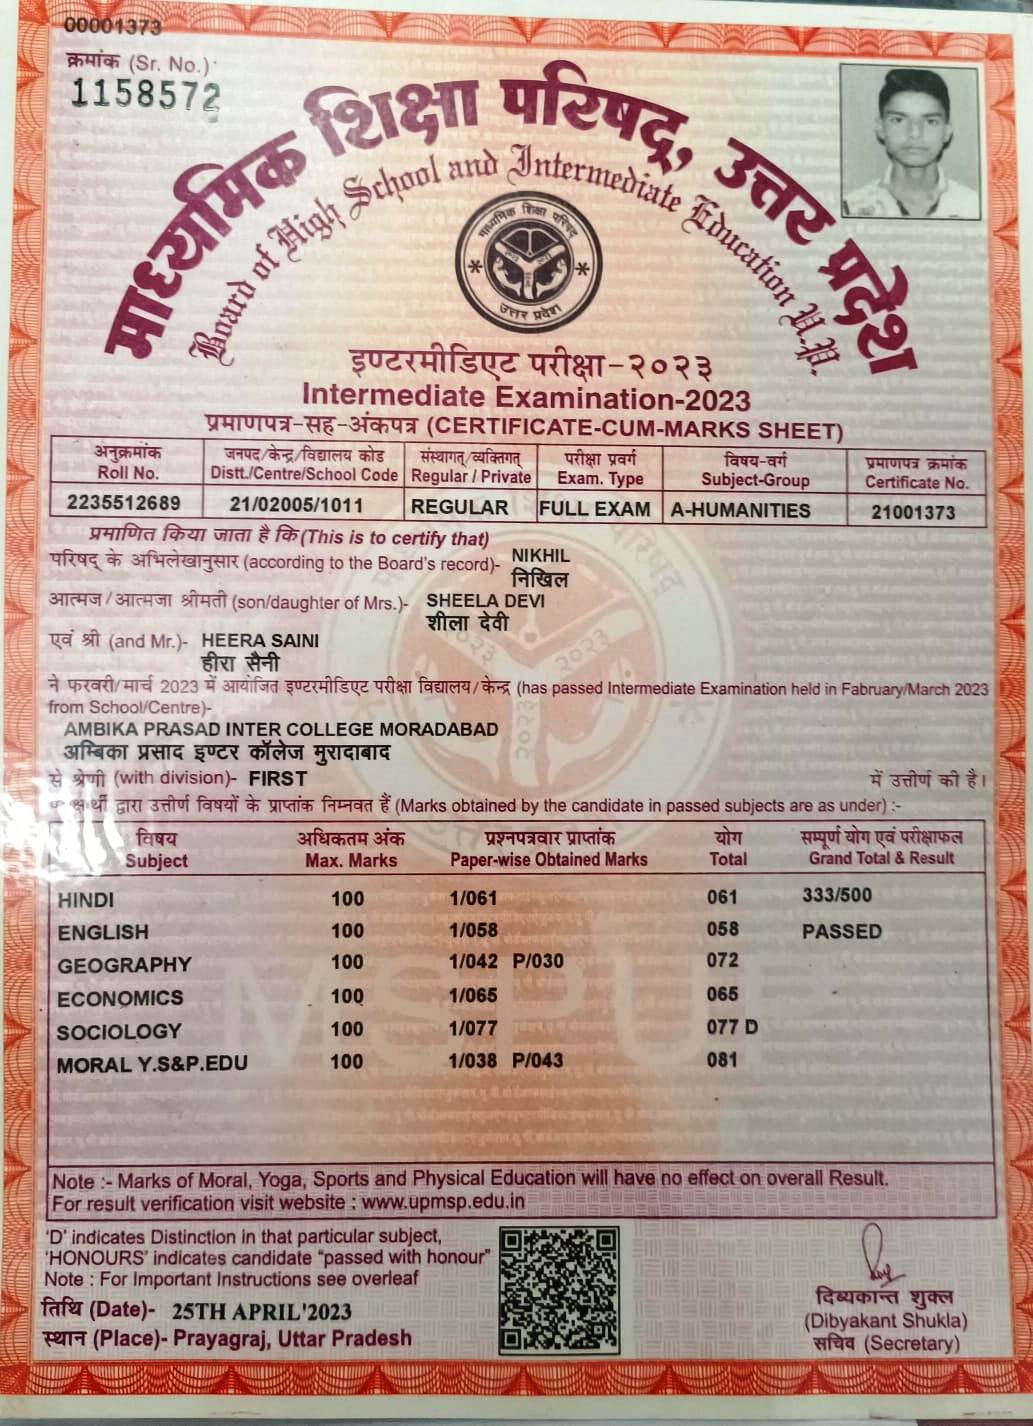 00001373
क्रमांक (Sr. No.)
1158572
माध्यमिक शिक्षा परिषद्, उत्तर प्रदेश
Board of High School and Intermediate Education U.P.
माध्यमिक शिक्षा परिषद
उत्तर प्रदेश
इण्टरमीडिएट परीक्षा-२०२३
Intermediate Examination-2023
प्रमाणपत्र-सह-अंकपत्र (CERTIFICATE-CUM-MARKS SHEET)
अनुक्रमांक जनपद/केन्द्र/विद्यालय कोड संस्थागत्/व्यक्तिगत् परीक्षा प्रवर्ग विषय-वर्ग प्रमाणपत्र क्रमांक
Roll No. Distt./Centre/School Code Regular / Private Exam. Type Subject-Group Certificate No.
2235512689 21/02005/1011 REGULAR FULL EXAM A-HUMANITIES 21001373
प्रमाणित किया जाता है कि (This is to certify that)
परिषद् के अभिलेखानुसार (according to the Board's record)- NIKHIL
निखिल
आत्मज/आत्मजा श्रीमती (son/daughter of Mrs.)- SHEELA DEVI
शीला देवी
एवं श्री (and Mr.)- HEERA SAINI
हीरा सैनी
ने फरवरी/मार्च 2023 में आयोजित इण्टरमीडिएट परीक्षा विद्यालय/केन्द्र (has passed Intermediate Examination held in Fabruary/March 2023
from School/Centre)-
AMBIKA PRASAD INTER COLLEGE MORADABAD
अम्बिका प्रसाद इण्टर कॉलेज मुरादाबाद
से श्रेणी (with division)- FIRST में उत्तीर्ण की है।
द्वारा उत्तीर्ण विषयों के प्राप्तांक निम्नवत हैं (Marks obtained by the candidate in passed subjects are as under) :-
विषय अधिकतम अंक प्रश्नपत्रवार प्राप्तांक योग सम्पूर्ण योग एवं परीक्षाफल
Subject Max. Marks Paper-wise Obtained Marks Total Grand Total & Result
HINDI 100 1/061 061 333/500
ENGLISH 100 1/058 058 PASSED
GEOGRAPHY 100 1/042 P/030 072
ECONOMICS 100 1/065 065
SOCIOLOGY 100 1/077 077 D
MORAL Y.S&P.EDU 100 1/038 P/043 081
Note :- Marks of Moral, Yoga, Sports and Physical Education will have no effect on overall Result.
For result verification visit website : www.upmsp.edu.in
'D' indicates Distinction in that particular subject,
'HONOURS' indicates candidate "passed with honour"
Note : For Important Instructions see overleaf
तिथि (Date)- 25TH APRIL'2023
स्थान (Place)- Prayagraj, Uttar Pradesh
दिब्यकान्त शुक्ल
(Dibyakant Shukla)
सचिव (Secretary)